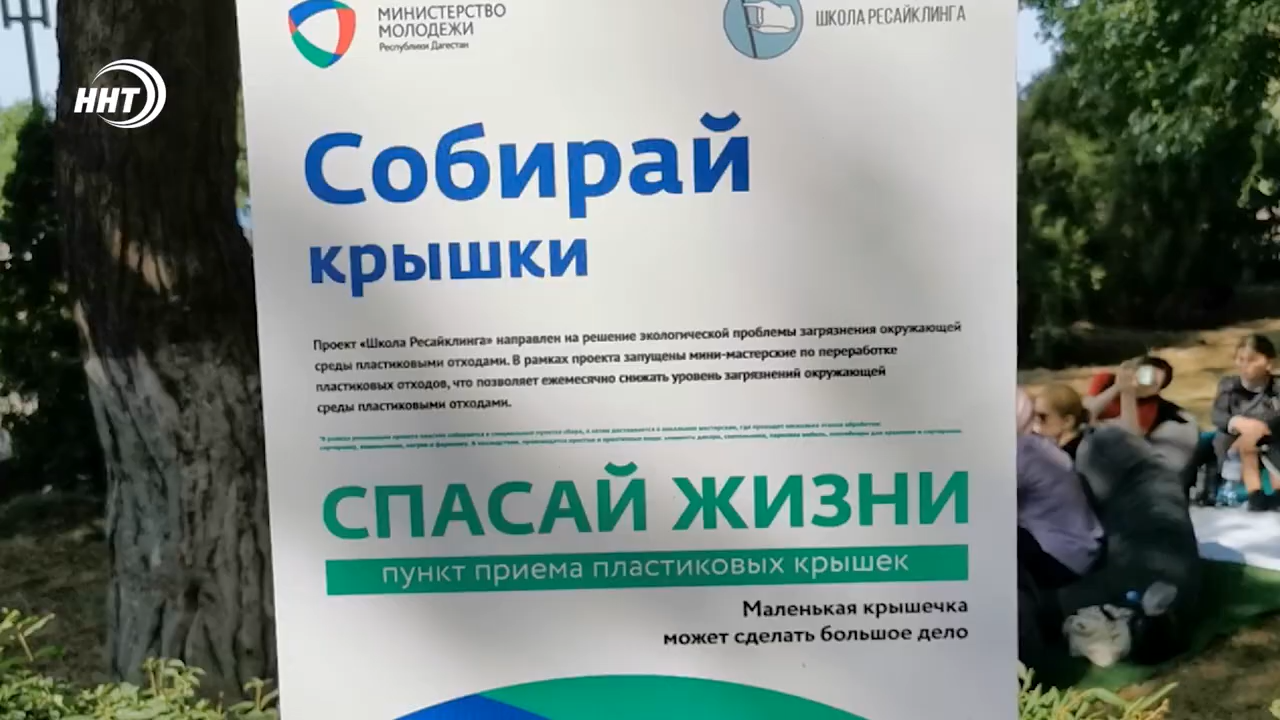 МИНИСТЕРСТВО
МОЛОДЕЖИ
Республики Дагестан
ШКОЛА РЕСАЙКЛИНГА
ННТ
Собирай
крышки
Проект «Школа Ресайклинга» направлен на решение экологической проблемы загрязнения окружающей
среды пластиковыми отходами. В рамках проекта запущены мини-мастерские по переработке
пластиковых отходов, что позволяет ежемесячно снижать уровень загрязнений окружающей
среды пластиковыми отходами.
СПАСАЙ ЖИЗНИ
пункт приема пластиковых крышек
Маленькая крышечка
может сделать большое дело